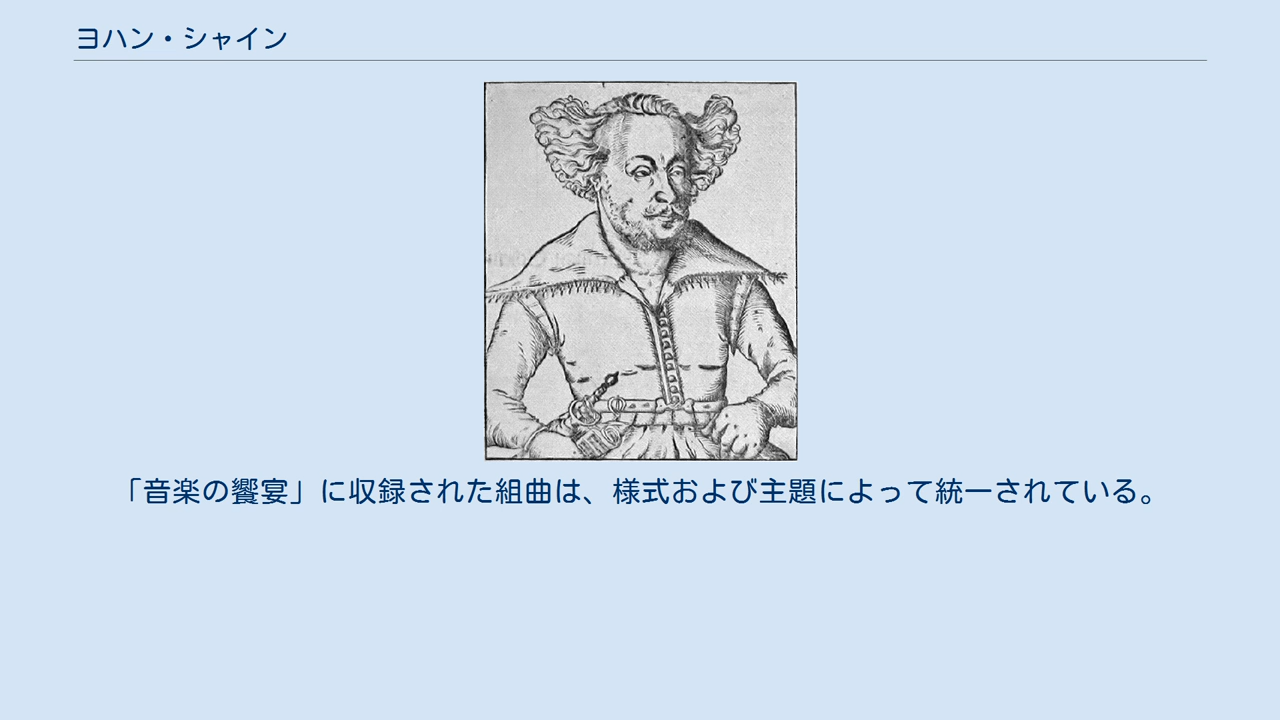 ヨハン・シャイン
「音楽の饗宴」に収録された組曲は、様式および主題によって統一されている。